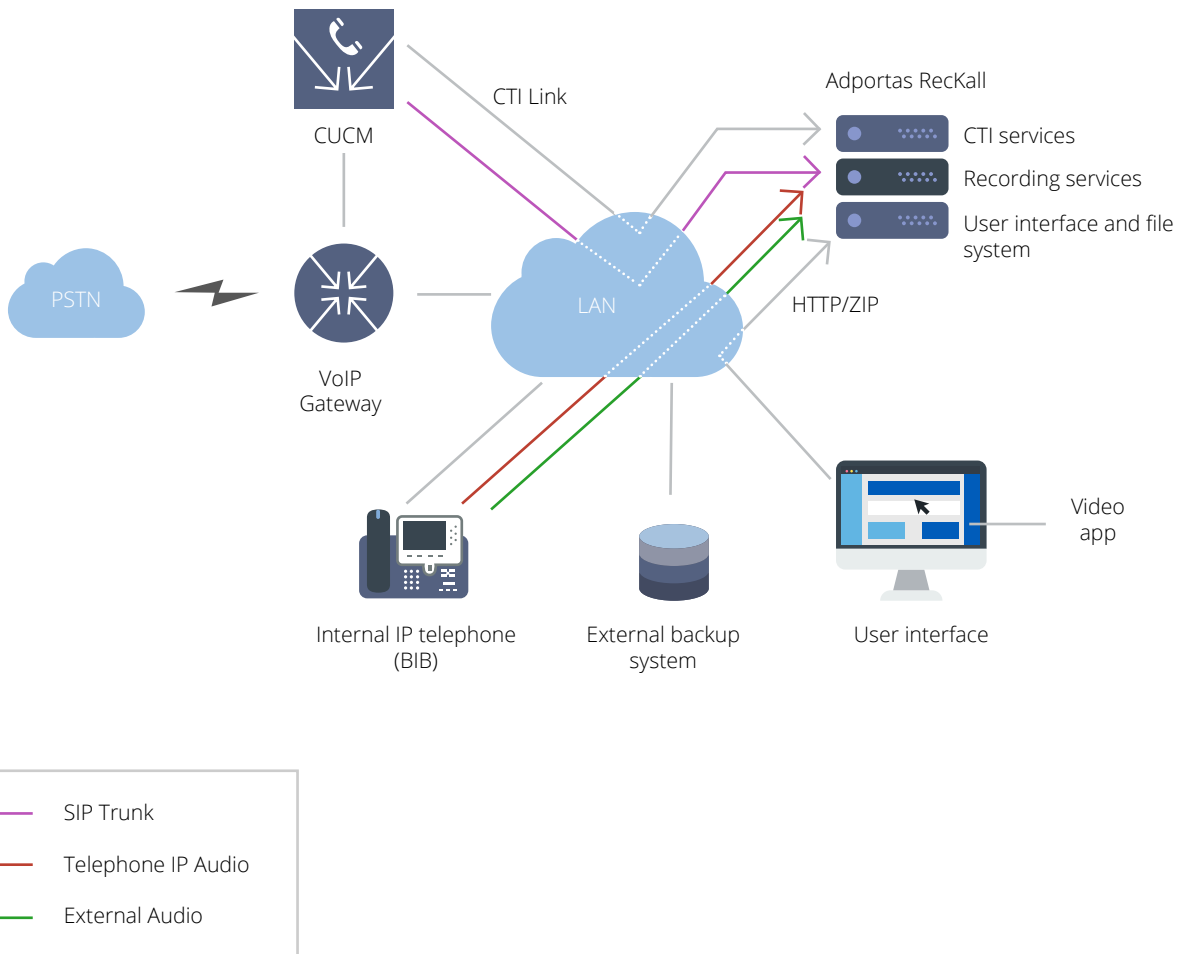 Adportas RecKall
CTI Link
CUCM
CTI services
Recording services
User interface and file
system
PSTN
LAN
HTTP/ZIP
VoIP
Gateway
Video
app
Internal IP telephone
(BIB)
External backup
system
User interface
SIP Trunk
Telephone IP Audio
External Audio